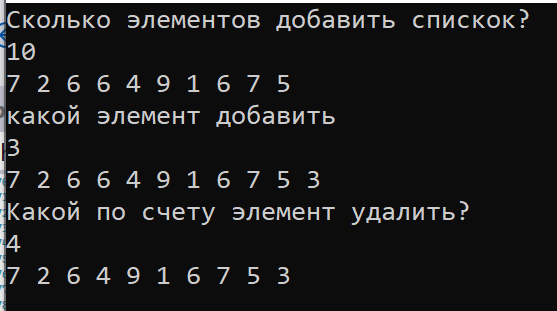 Сколько элементов добавить спискок?
10
7 2 6 6 4 9 1 6 7 5
какой элемент добавить
3
7 2 6 6 4 9 1 6 7 5 3
Какой по счету элемент удалить?
4
7 2 6 4 9 1 6 7 5 3